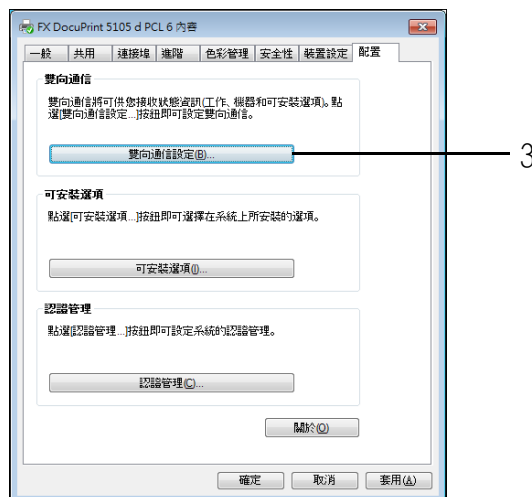 FX DocuPrint 5105 d PCL 6 內容
一般 共用 連接埠 進階 色彩管理 安全性 裝置設定 配置
雙向通信
雙向通信將可供您接收狀態資訊(工作、機器和可安裝選項)。點
選[雙向通信設定...]按鈕即可設定雙向通信。
雙向通信設定(B)...
3
可安裝選項
點選[可安裝選項...]按鈕即可選擇在系統上所安裝的選項。
可安裝選項(I)...
認證管理
點選[認證管理...]按鈕即可設定系統的認證管理。
認證管理(C)...
關於(O)
確定 取消 套用(A)